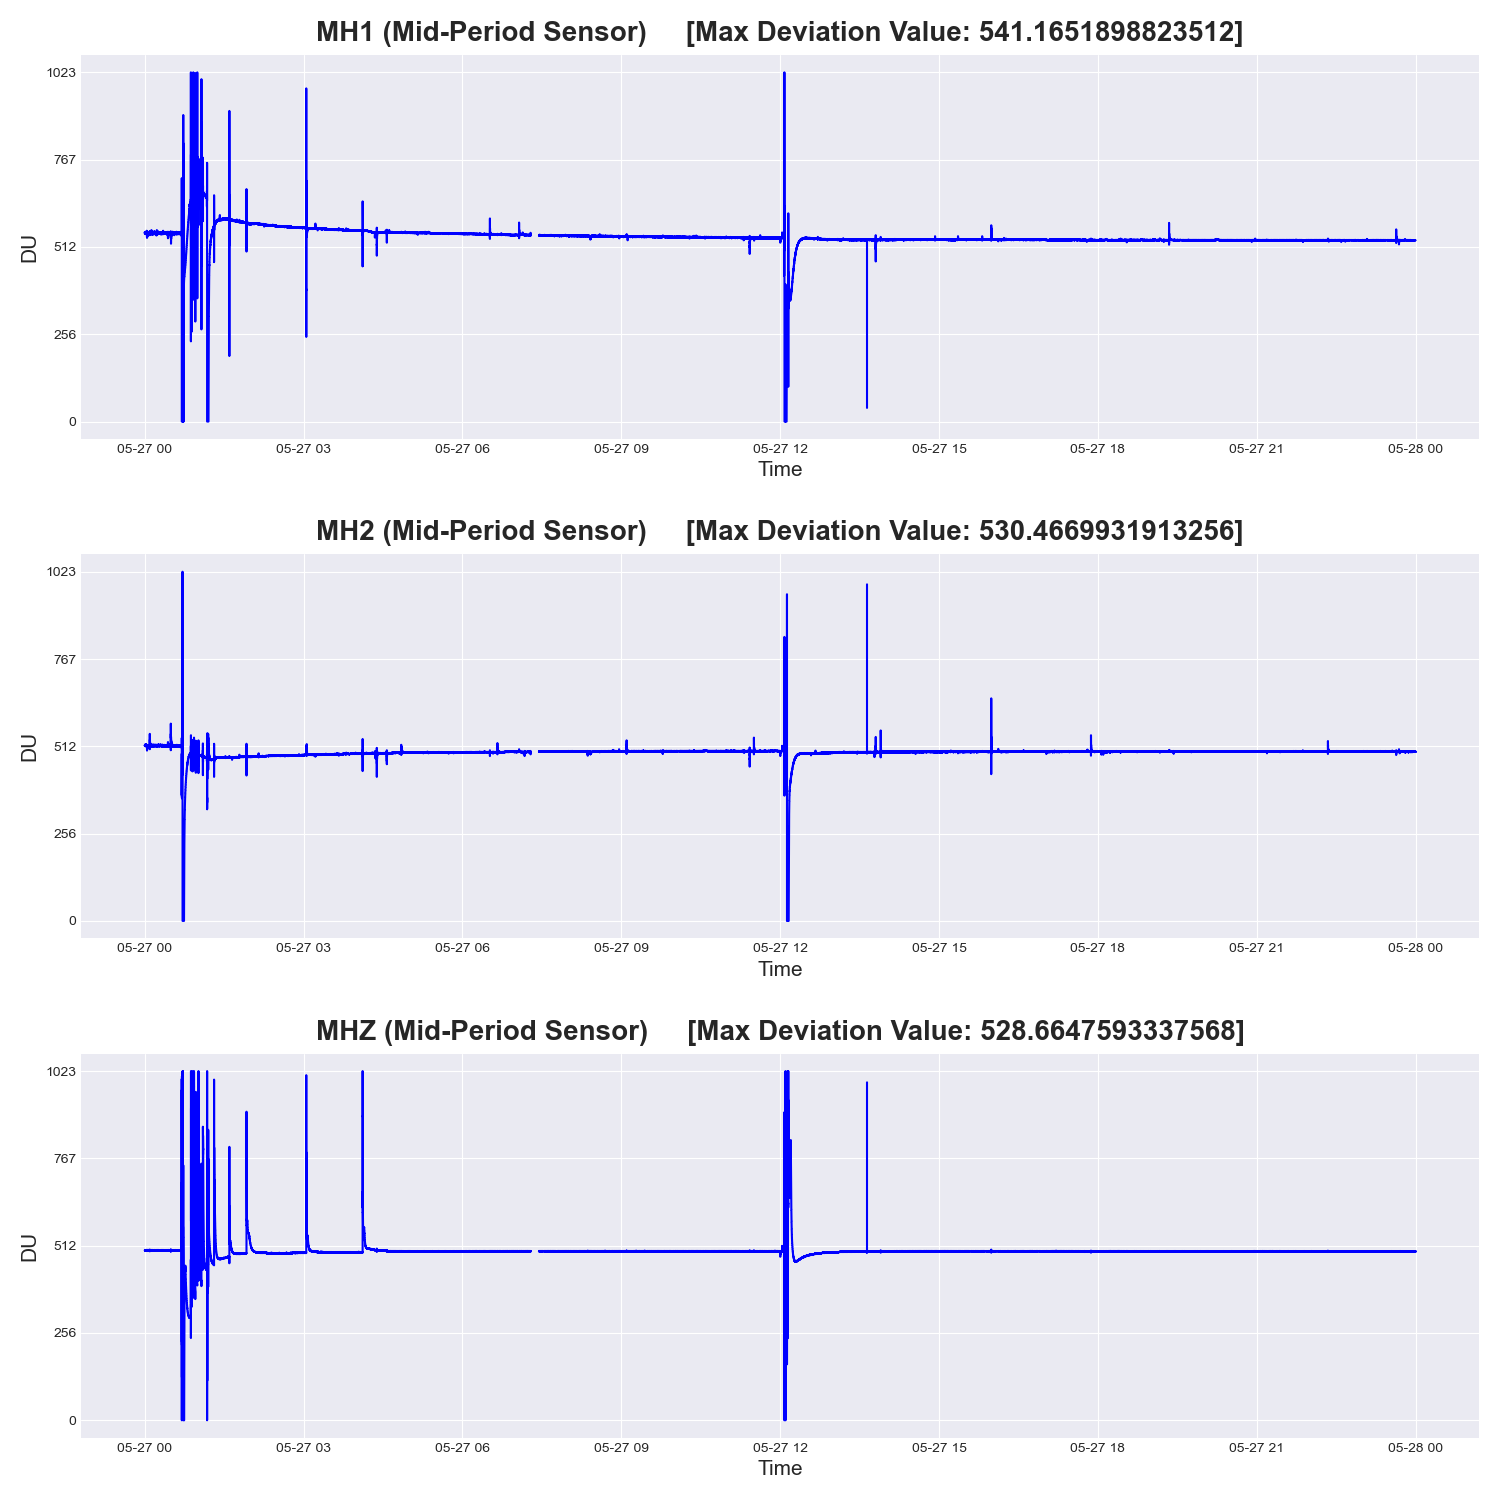 MH1 (Mid-Period Sensor) [Max Deviation Value: 541.1651898823512]
1023
767
512
256
0
DU
05-27 00 05-27 03 05-27 06 05-27 09 05-27 12 05-27 15 05-27 18 05-27 21 05-28 00
Time
MH2 (Mid-Period Sensor) [Max Deviation Value: 530.4669931913256]
1023
767
512
256
0
DU
05-27 00 05-27 03 05-27 06 05-27 09 05-27 12 05-27 15 05-27 18 05-27 21 05-28 00
Time
MHZ (Mid-Period Sensor) [Max Deviation Value: 528.6647593337568]
1023
767
512
256
0
DU
05-27 00 05-27 03 05-27 06 05-27 09 05-27 12 05-27 15 05-27 18 05-27 21 05-28 00
Time